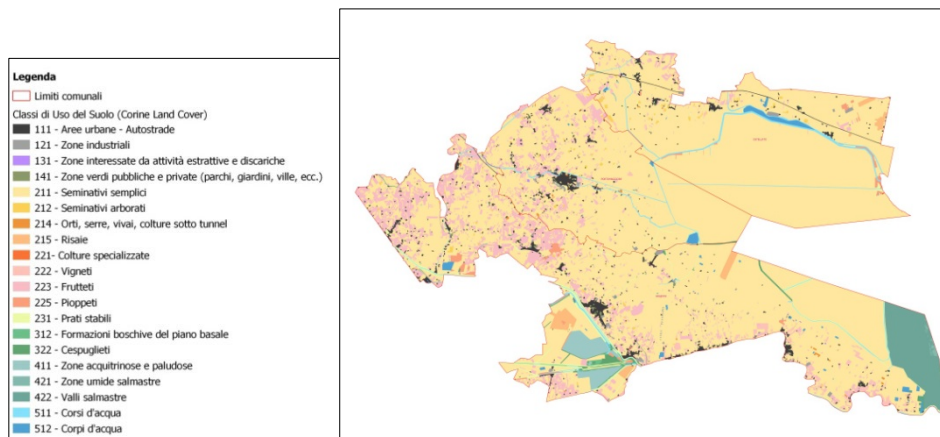 Legenda
Limiti comunali
Classi di Uso del Suolo (Corine Land Cover)
111 - Aree urbane - Autostrade
121 - Zone industriali
131 - Zone interessate da attività estrattive e discariche
141 - Zone verdi pubbliche e private (parchi, giardini, ville, ecc.)
211 - Seminativi semplici
212 - Seminativi arborati
214 - Orti, serre, vivai, colture sotto tunnel
215 - Risaie
221- Colture specializzate
222 - Vigneti
223 - Frutteti
225 - Pioppeti
231 - Prati stabili
312 - Formazioni boschive del piano basale
322 - Cespuglieti
411 - Zone acquitrinose e paludose
421 - Zone umide salmastre
422 - Valli salmastre
511 - Corsi d'acqua
512 - Corpi d'acqua